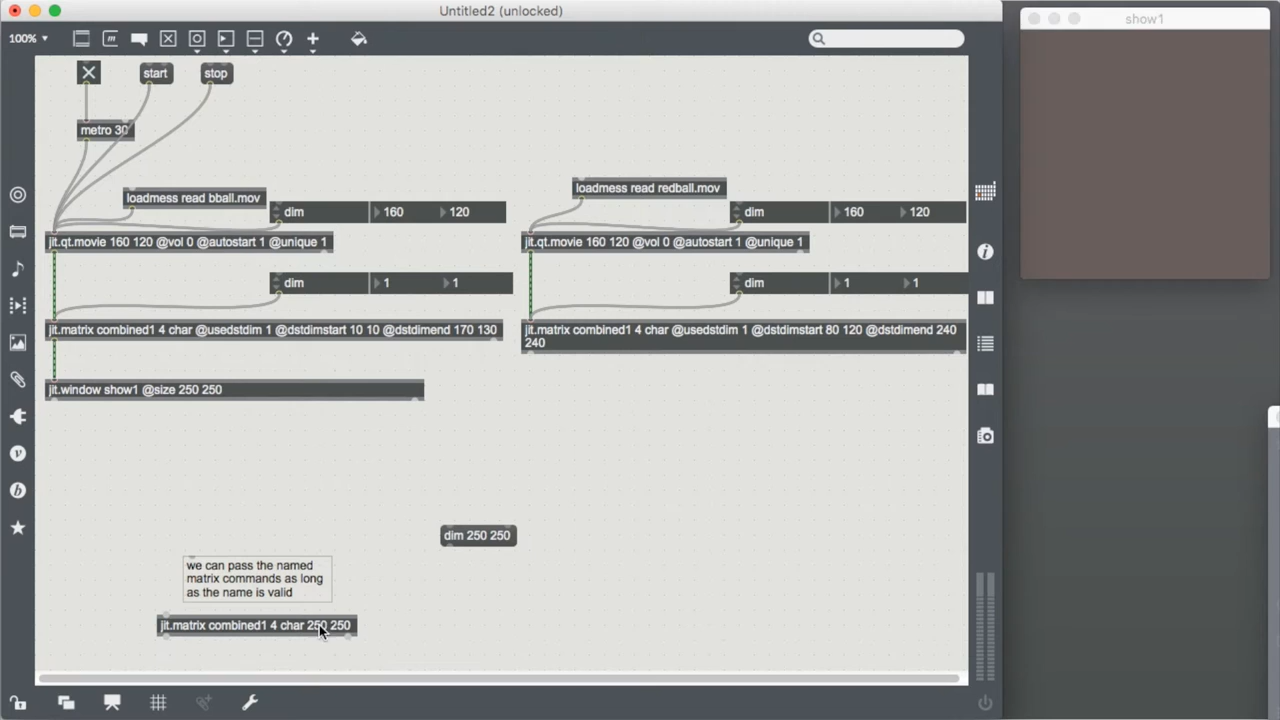 Untitled2 (unlocked)
show1
100%
start
stop
metro 30
loadmess read bball.mov
loadmess read redball.mov
dim 160 120
dim 160 120
jit.qt.movie 160 120 @vol 0 @autostart 1 @unique 1
jit.qt.movie 160 120 @vol 0 @autostart 1 @unique 1
dim 1 1
dim 1 1
jit.matrix combined1 4 char @usedstdim 1 @dstdimstart 10 10 @dstdimend 170 130
jit.matrix combined1 4 char @usedstdim 1 @dstdimstart 80 120 @dstdimend 240
240
jit.window show1 @size 250 250
dim 250 250
we can pass the named
matrix commands as long
as the name is valid
jit.matrix combined1 4 char 250 250